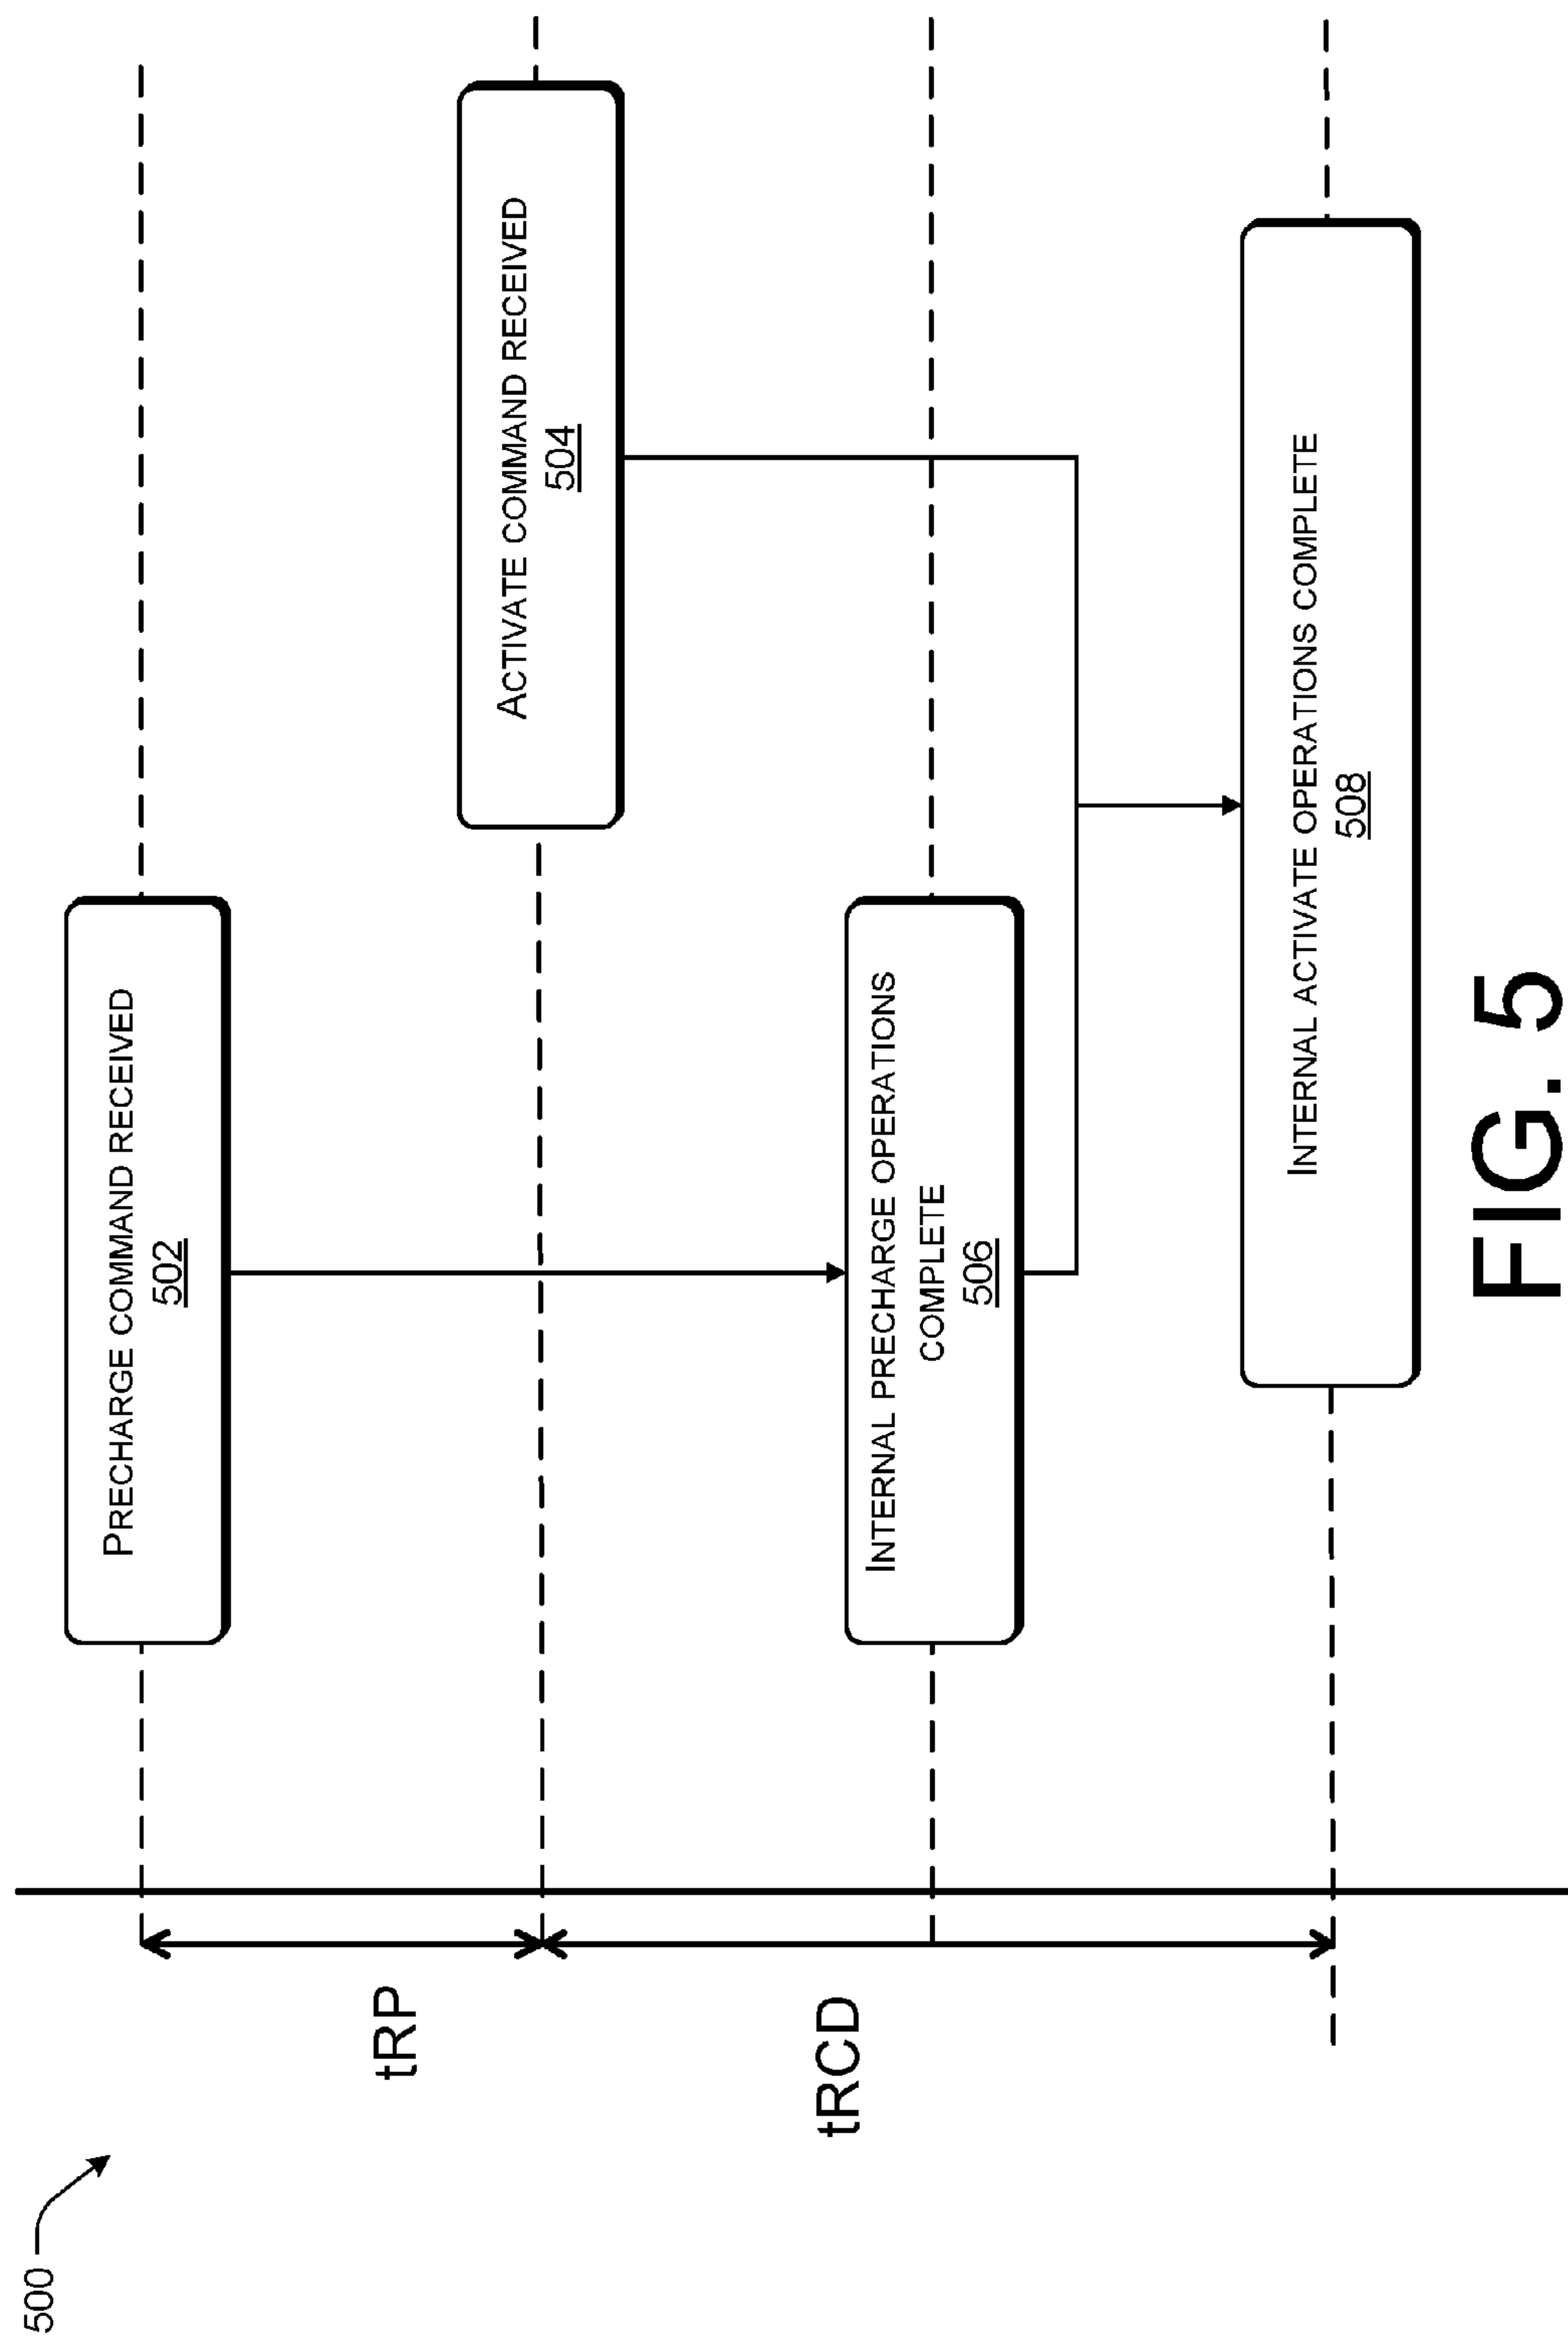 500
tRP
tRCD
PRECHARGE COMMAND RECEIVED
502
ACTIVATE COMMAND RECEIVED
504
INTERNAL PRECHARGE OPERATIONS
COMPLETE
506
INTERNAL ACTIVATE OPERATIONS COMPLETE
508
FIG. 5